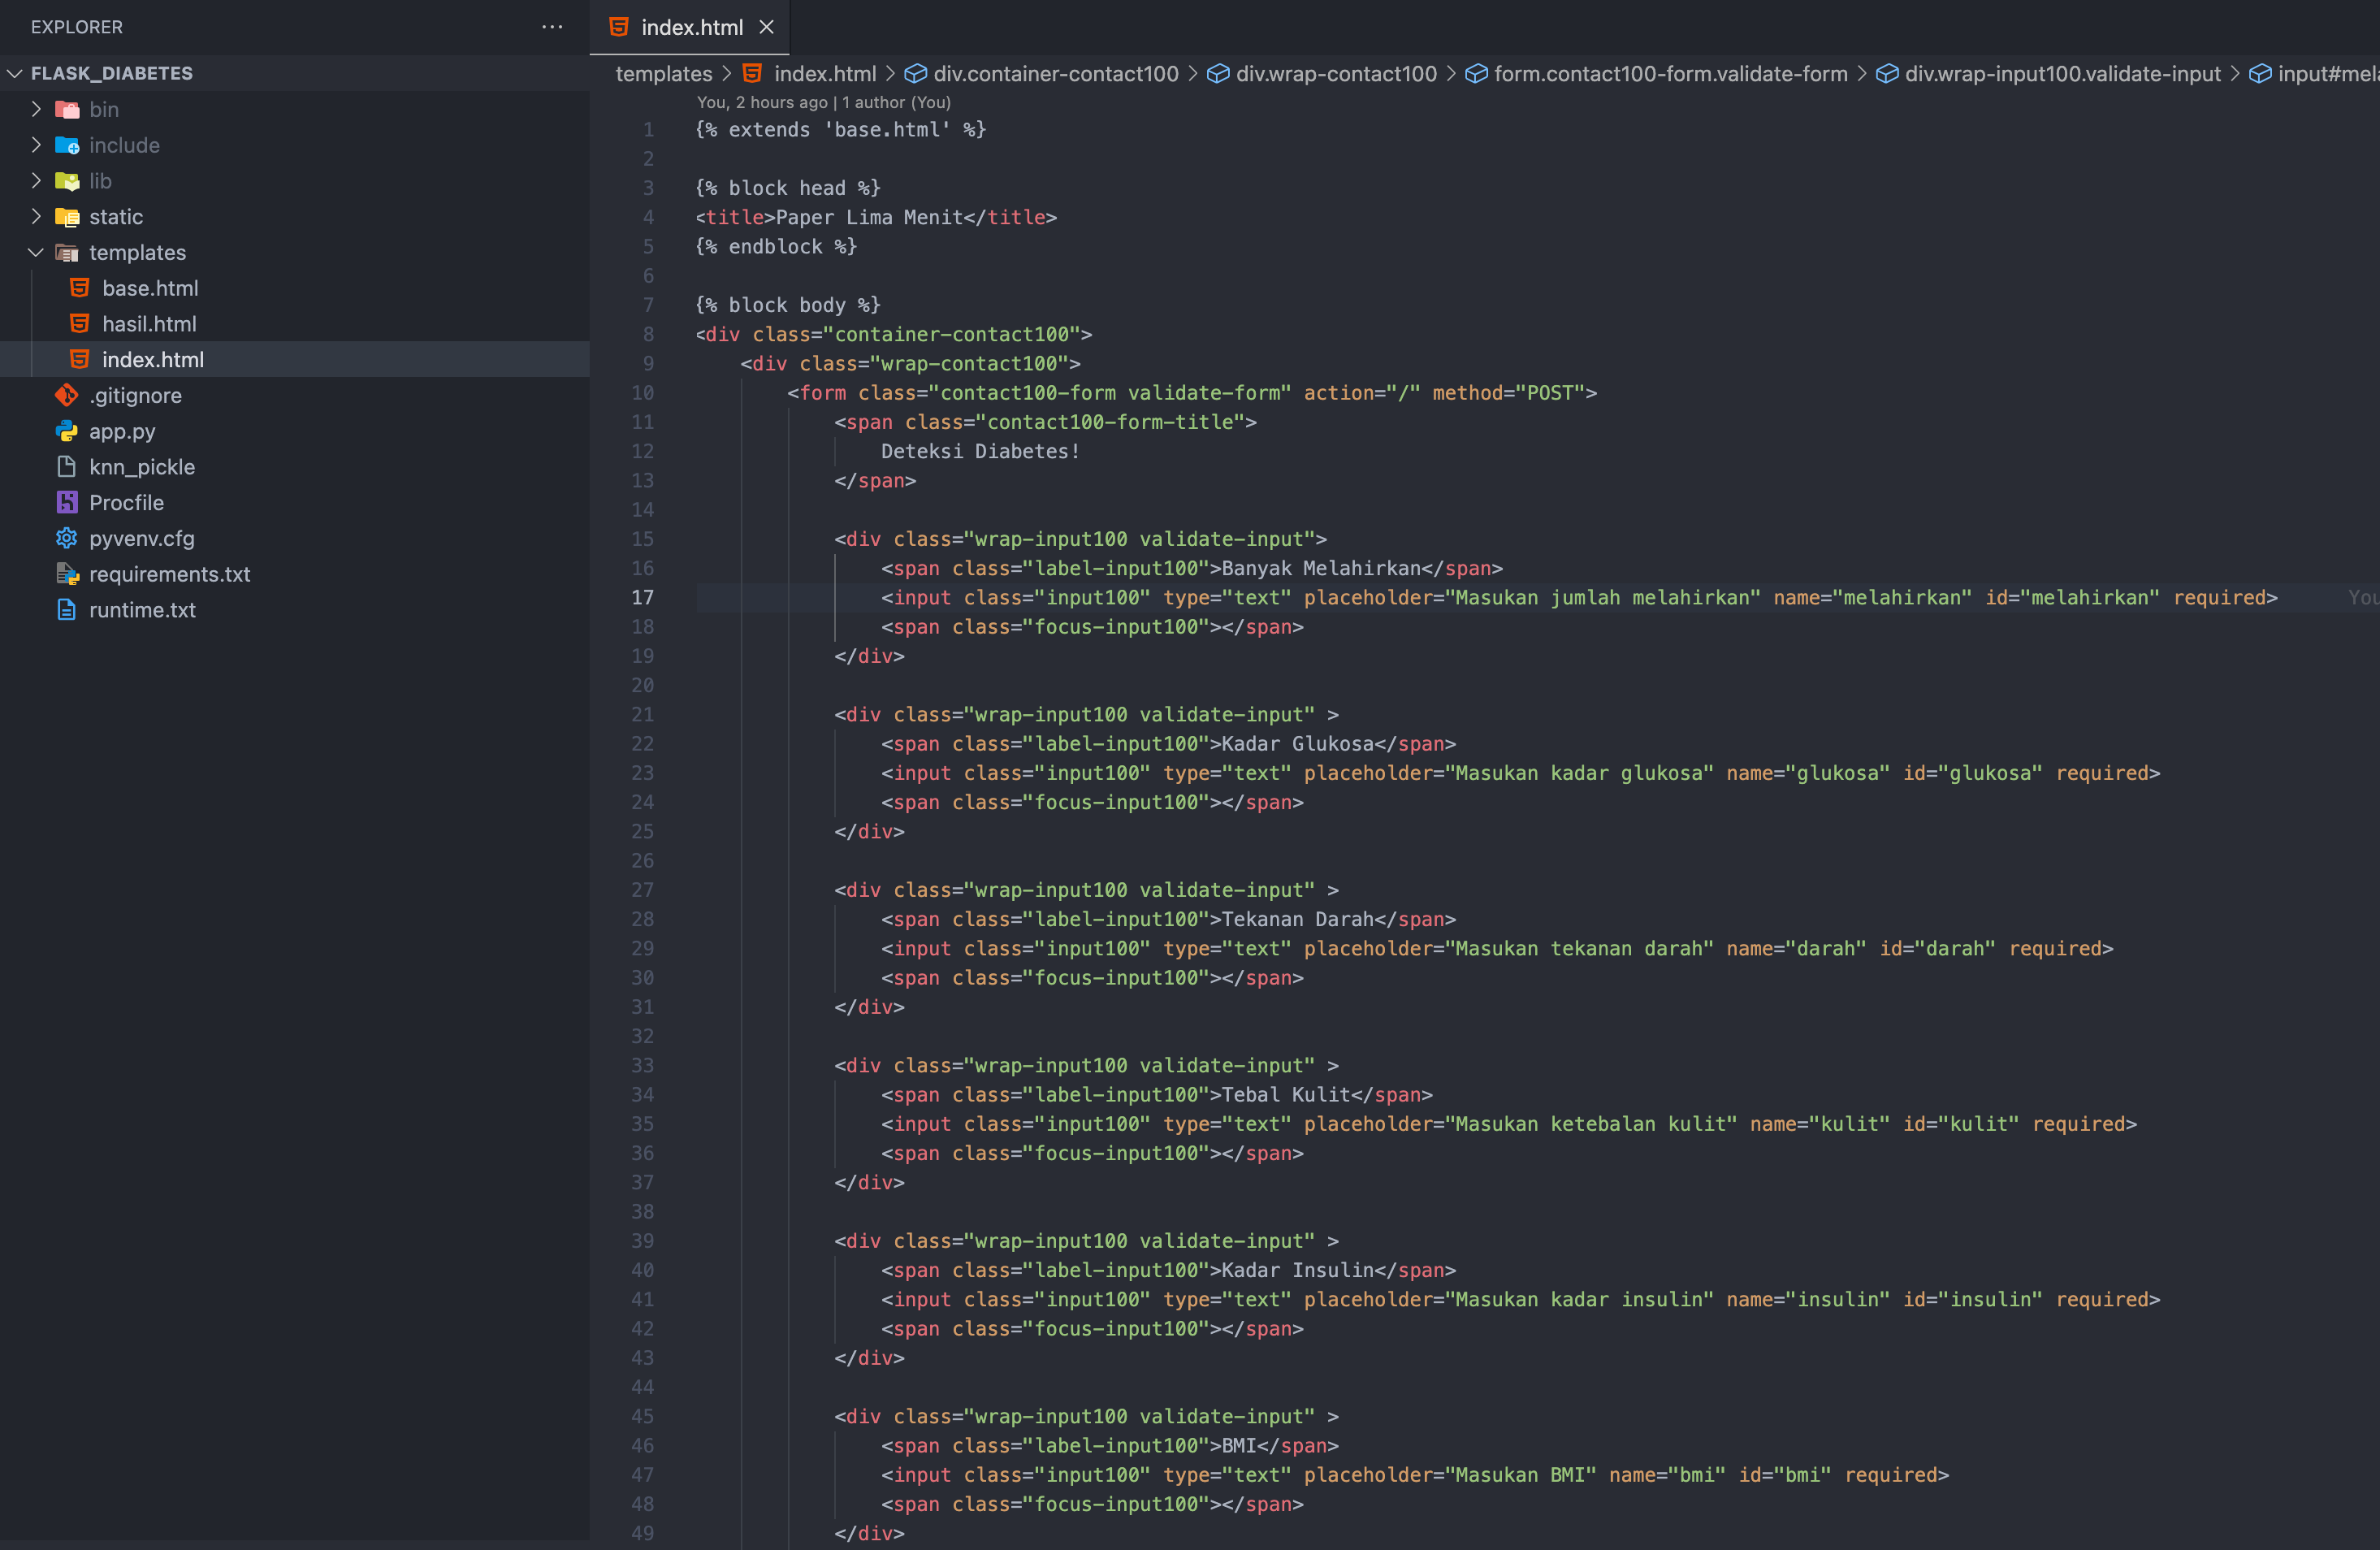 EXPLORER
FLASK_DIABETES
bin
include
lib
static
templates
base.html
hasil.html
index.html
.gitignore
app.py
knn_pickle
Procfile
pyvenv.cfg
requirements.txt
runtime.txt
index.html
templates > index.html > div.container-contact100 > div.wrap-contact100 > form.contact100-form.validate-form > div.wrap-input100.validate-input > input#mela
You, 2 hours ago | 1 author (You)
1 {% extends 'base.html' %}
2
3 {% block head %}
4 <title>Paper Lima Menit</title>
5 {% endblock %}
6
7 {% block body %}
8 <div class="container-contact100">
9 <div class="wrap-contact100">
10 <form class="contact100-form validate-form" action="/" method="POST">
11 <span class="contact100-form-title">
12 Deteksi Diabetes!
13 </span>
14
15 <div class="wrap-input100 validate-input">
16 <span class="label-input100">Banyak Melahirkan</span>
17 <input class="input100" type="text" placeholder="Masukan jumlah melahirkan" name="melahirkan" id="melahirkan" required> You
18 <span class="focus-input100"></span>
19 </div>
20
21 <div class="wrap-input100 validate-input" >
22 <span class="label-input100">Kadar Glukosa</span>
23 <input class="input100" type="text" placeholder="Masukan kadar glukosa" name="glukosa" id="glukosa" required>
24 <span class="focus-input100"></span>
25 </div>
26
27 <div class="wrap-input100 validate-input" >
28 <span class="label-input100">Tekanan Darah</span>
29 <input class="input100" type="text" placeholder="Masukan tekanan darah" name="darah" id="darah" required>
30 <span class="focus-input100"></span>
31 </div>
32
33 <div class="wrap-input100 validate-input" >
34 <span class="label-input100">Tebal Kulit</span>
35 <input class="input100" type="text" placeholder="Masukan ketebalan kulit" name="kulit" id="kulit" required>
36 <span class="focus-input100"></span>
37 </div>
38
39 <div class="wrap-input100 validate-input" >
40 <span class="label-input100">Kadar Insulin</span>
41 <input class="input100" type="text" placeholder="Masukan kadar insulin" name="insulin" id="insulin" required>
42 <span class="focus-input100"></span>
43 </div>
44
45 <div class="wrap-input100 validate-input" >
46 <span class="label-input100">BMI</span>
47 <input class="input100" type="text" placeholder="Masukan BMI" name="bmi" id="bmi" required>
48 <span class="focus-input100"></span>
49 </div>